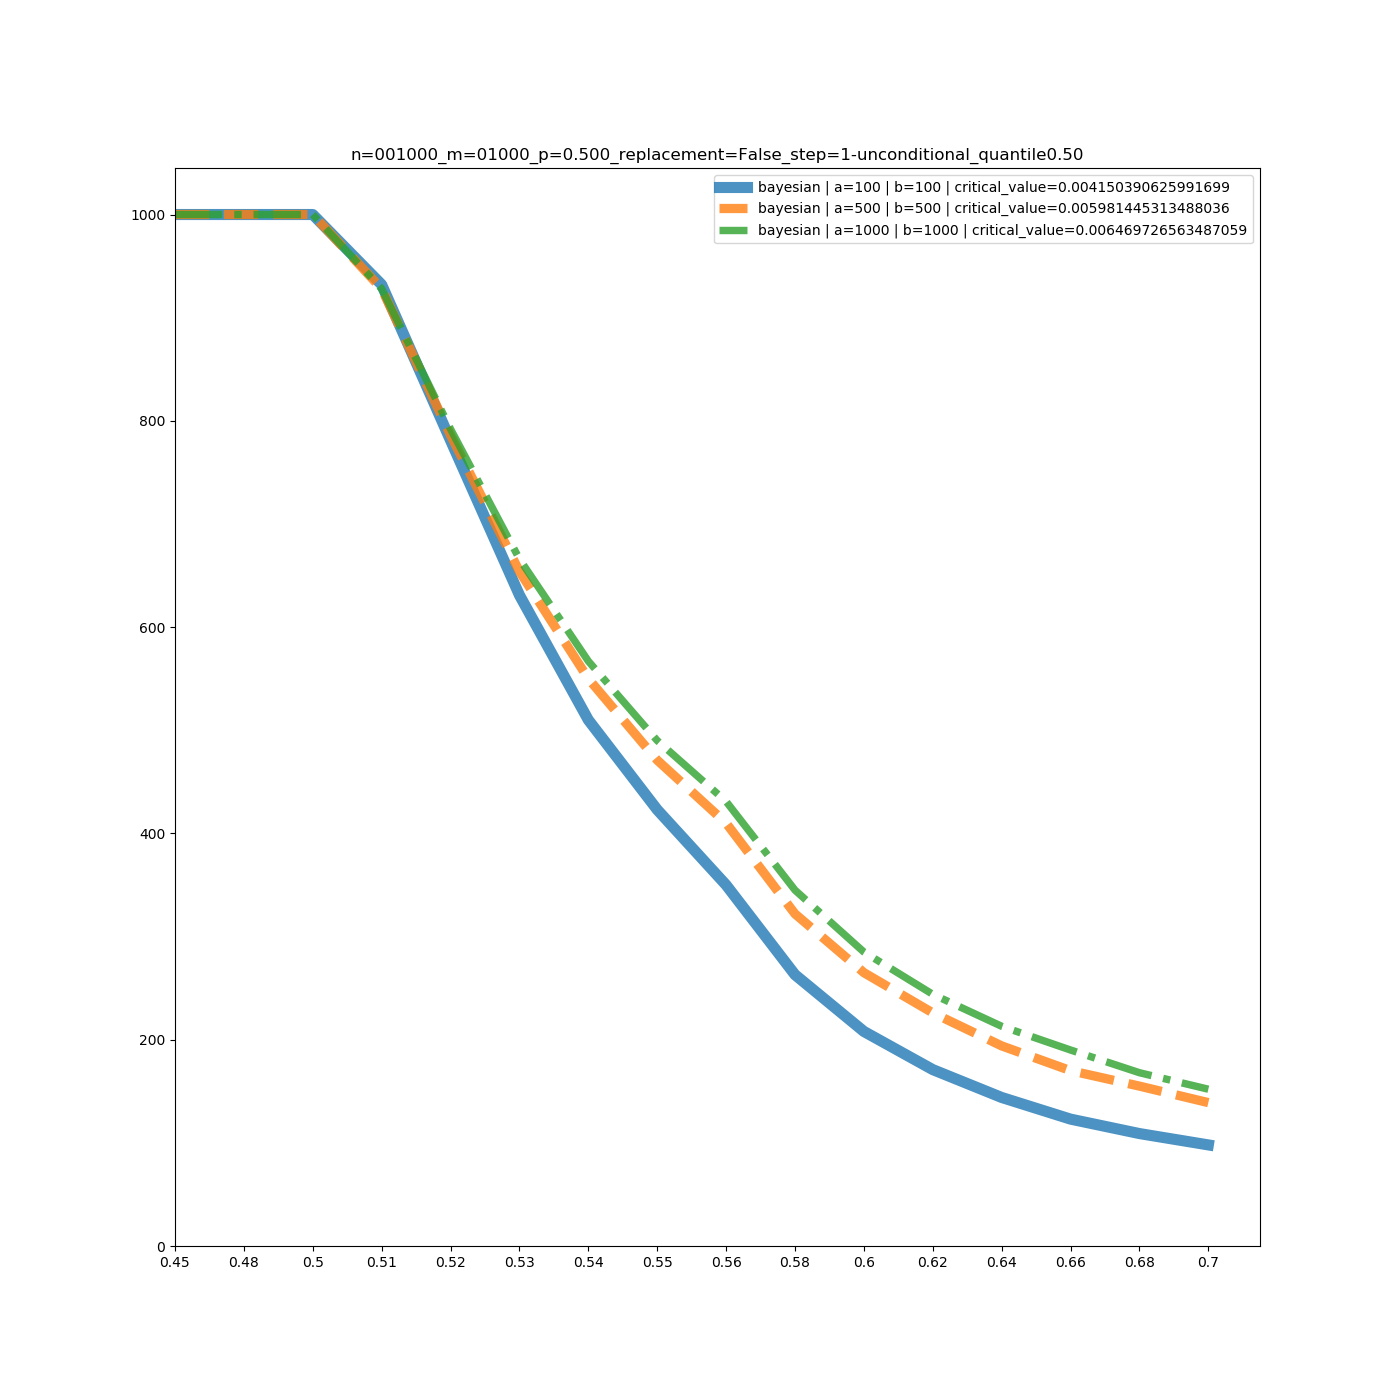 n=001000_m=01000_p=0.500_replacement=False_step=1-unconditional_quantile0.50
bayesian | a=100 | b=100 | critical_value=0.004150390625991699
bayesian | a=500 | b=500 | critical_value=0.005981445313488036
bayesian | a=1000 | b=1000 | critical_value=0.006469726563487059
1000
800
600
400
200
0
0.45 0.48 0.5 0.51 0.52 0.53 0.54 0.55 0.56 0.58 0.6 0.62 0.64 0.66 0.68 0.7